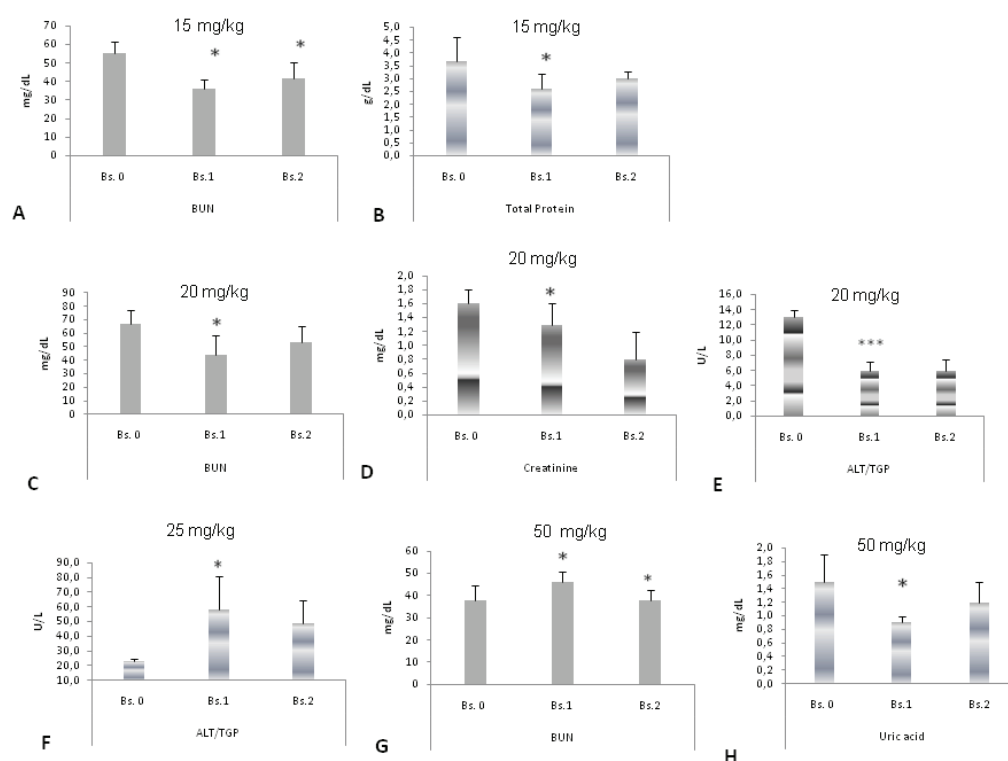 15 mg/kg
mg/dL
70
60
50
40
30
20
10
0
* *
Bs. 0 Bs.1 Bs.2
BUN
A
15 mg/kg
g/dL
5,0
4,5
4,0
3,5
3,0
2,5
2,0
1,5
1,0
0,5
0,0
*
Bs. 0 Bs.1 Bs.2
Total Protein
B
20 mg/kg
mg/dL
90
80
70
60
50
40
30
20
10
0
*
Bs. 0 Bs.1 Bs.2
BUN
C
20 mg/kg
mg/dL
2,0
1,8
1,6
1,4
1,2
1,0
0,8
0,6
0,4
0,2
0,0
*
Bs. 0 Bs.1 Bs.2
Creatinine
D
20 mg/kg
U/L
16,0
14,0
12,0
10,0
8,0
6,0
4,0
2,0
0,0
***
Bs. 0 Bs.1 Bs.2
ALT/TGP
E
25 mg/kg
U/L
90,0
80,0
70,0
60,0
50,0
40,0
30,0
20,0
10,0
*
Bs. 0 Bs.1 Bs.2
ALT/TGP
F
50 mg/kg
mg/dL
60
50
40
30
20
10
0
* *
Bs. 0 Bs.1 Bs.2
BUN
G
50 mg/kg
mg/dL
2,0
1,8
1,6
1,4
1,2
1,0
0,8
0,6
0,4
0,2
0,0
*
Bs. 0 Bs.1 Bs.2
Uric acid
H